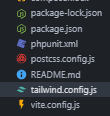 package-lock.json
package.json
phpunit.xml
postcss.config.js
README.md
tailwind.config.js
vite.config.js